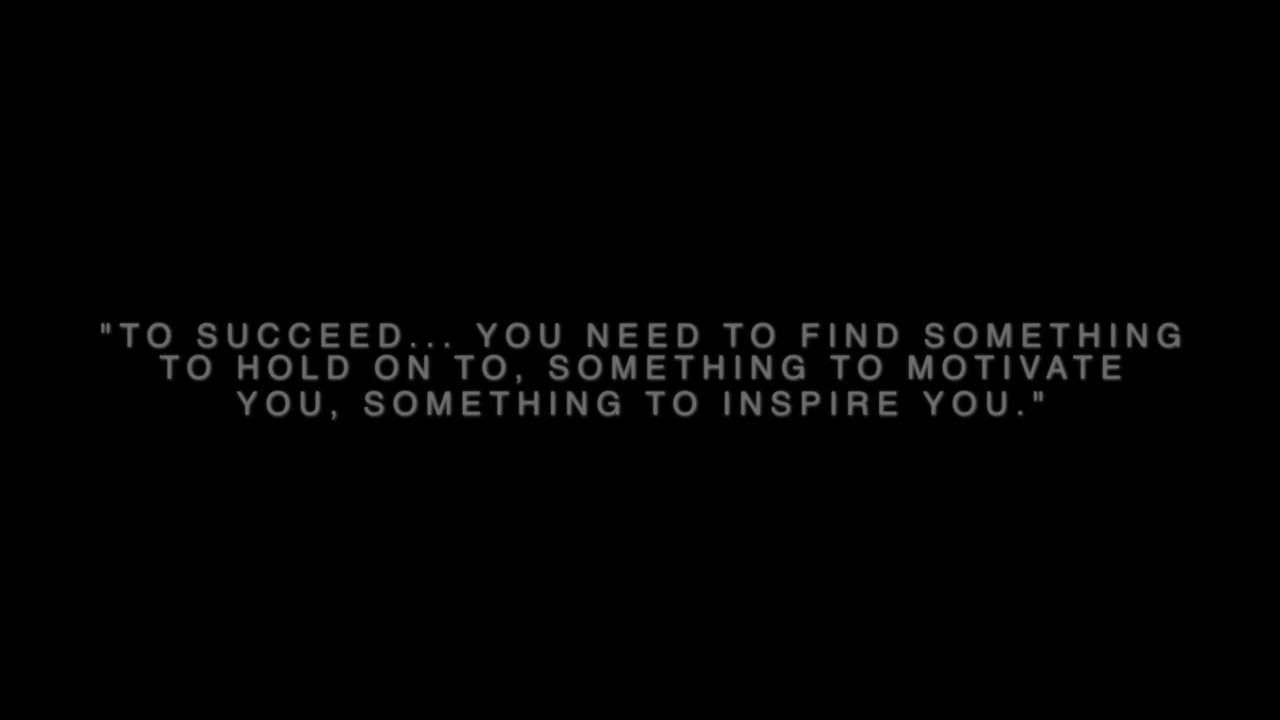 "TO SUCCEED... YOU NEED TO FIND SOMETHING
TO HOLD ON TO, SOMETHING TO MOTIVATE
YOU, SOMETHING TO INSPIRE YOU."